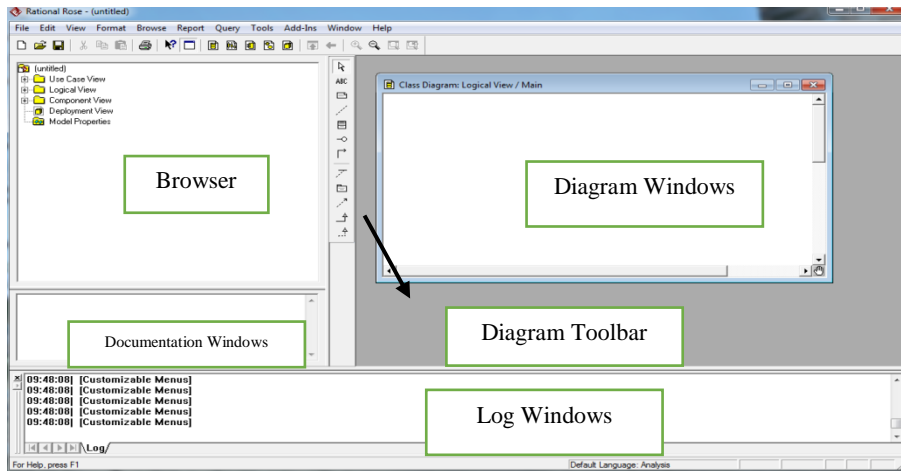 Rational Rose - (untitled)
File Edit View Format Browse Report Query Tools Add-Ins Window Help
(untitled)
Use Case View
Logical View
Component View
Deployment View
Model Properties
Browser
ABC
Class Diagram: Logical View / Main
Diagram Windows
Documentation Windows
Diagram Toolbar
09:48:08| [Customizable Menus]
09:48:08| [Customizable Menus]
09:48:08| [Customizable Menus]
09:48:08| [Customizable Menus]
09:48:08| [Customizable Menus]
Log Windows
Log
For Help, press F1
Default Language: Analysis